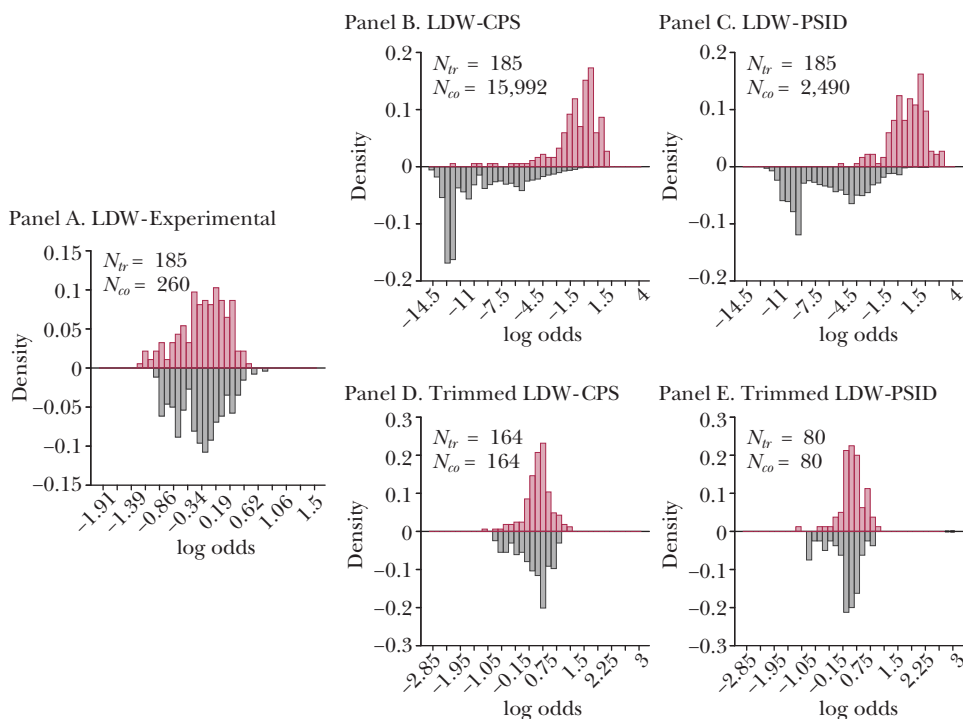 Panel A. LDW-Experimental
0.15
0.1
0.05
0
−0.05
−0.1
−0.15
Density
N_tr = 185
N_co = 260
−1.91
−1.39
−0.86
−0.34
0.19
0.62
1.06
1.5
log odds
Panel B. LDW-CPS
0.2
0.1
0
−0.1
−0.2
Density
N_tr = 185
N_co = 15,992
−14.5
−11
−7.5
−4.5
−1.5
1.5
4
log odds
Panel C. LDW-PSID
0.2
0.1
0
−0.1
−0.2
Density
N_tr = 185
N_co = 2,490
−14.5
−11
−7.5
−4.5
−1.5
1.5
4
log odds
Panel D. Trimmed LDW-CPS
0.3
0.2
0.1
0
−0.1
−0.2
−0.3
Density
N_tr = 164
N_co = 164
−2.85
−1.95
−1.05
−0.15
0.75
1.5
2.25
3
log odds
Panel E. Trimmed LDW-PSID
0.3
0.2
0.1
0
−0.1
−0.2
−0.3
Density
N_tr = 80
N_co = 80
−2.85
−1.95
−1.05
−0.15
0.75
1.5
2.25
3
log odds